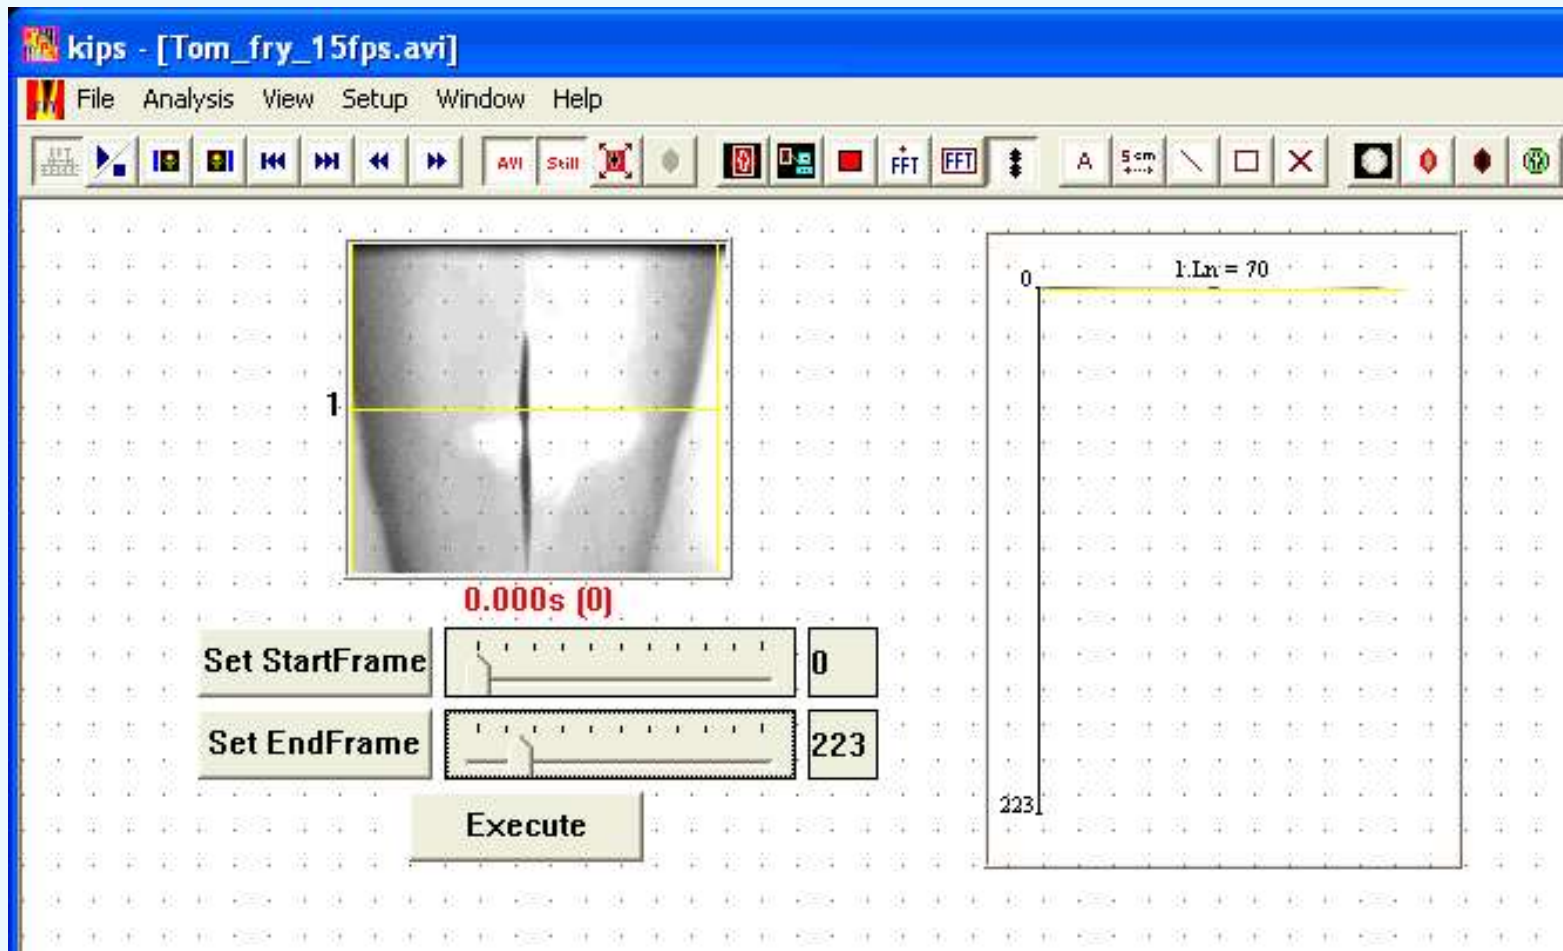 kips - [Tom_fry_15fps.avi]
File Analysis View Setup Window Help
AVI Still FFT FFT A 5 cm
0 1:Ln = 70
1
0.000s (0)
Set StartFrame 0
Set EndFrame 223
223
Execute